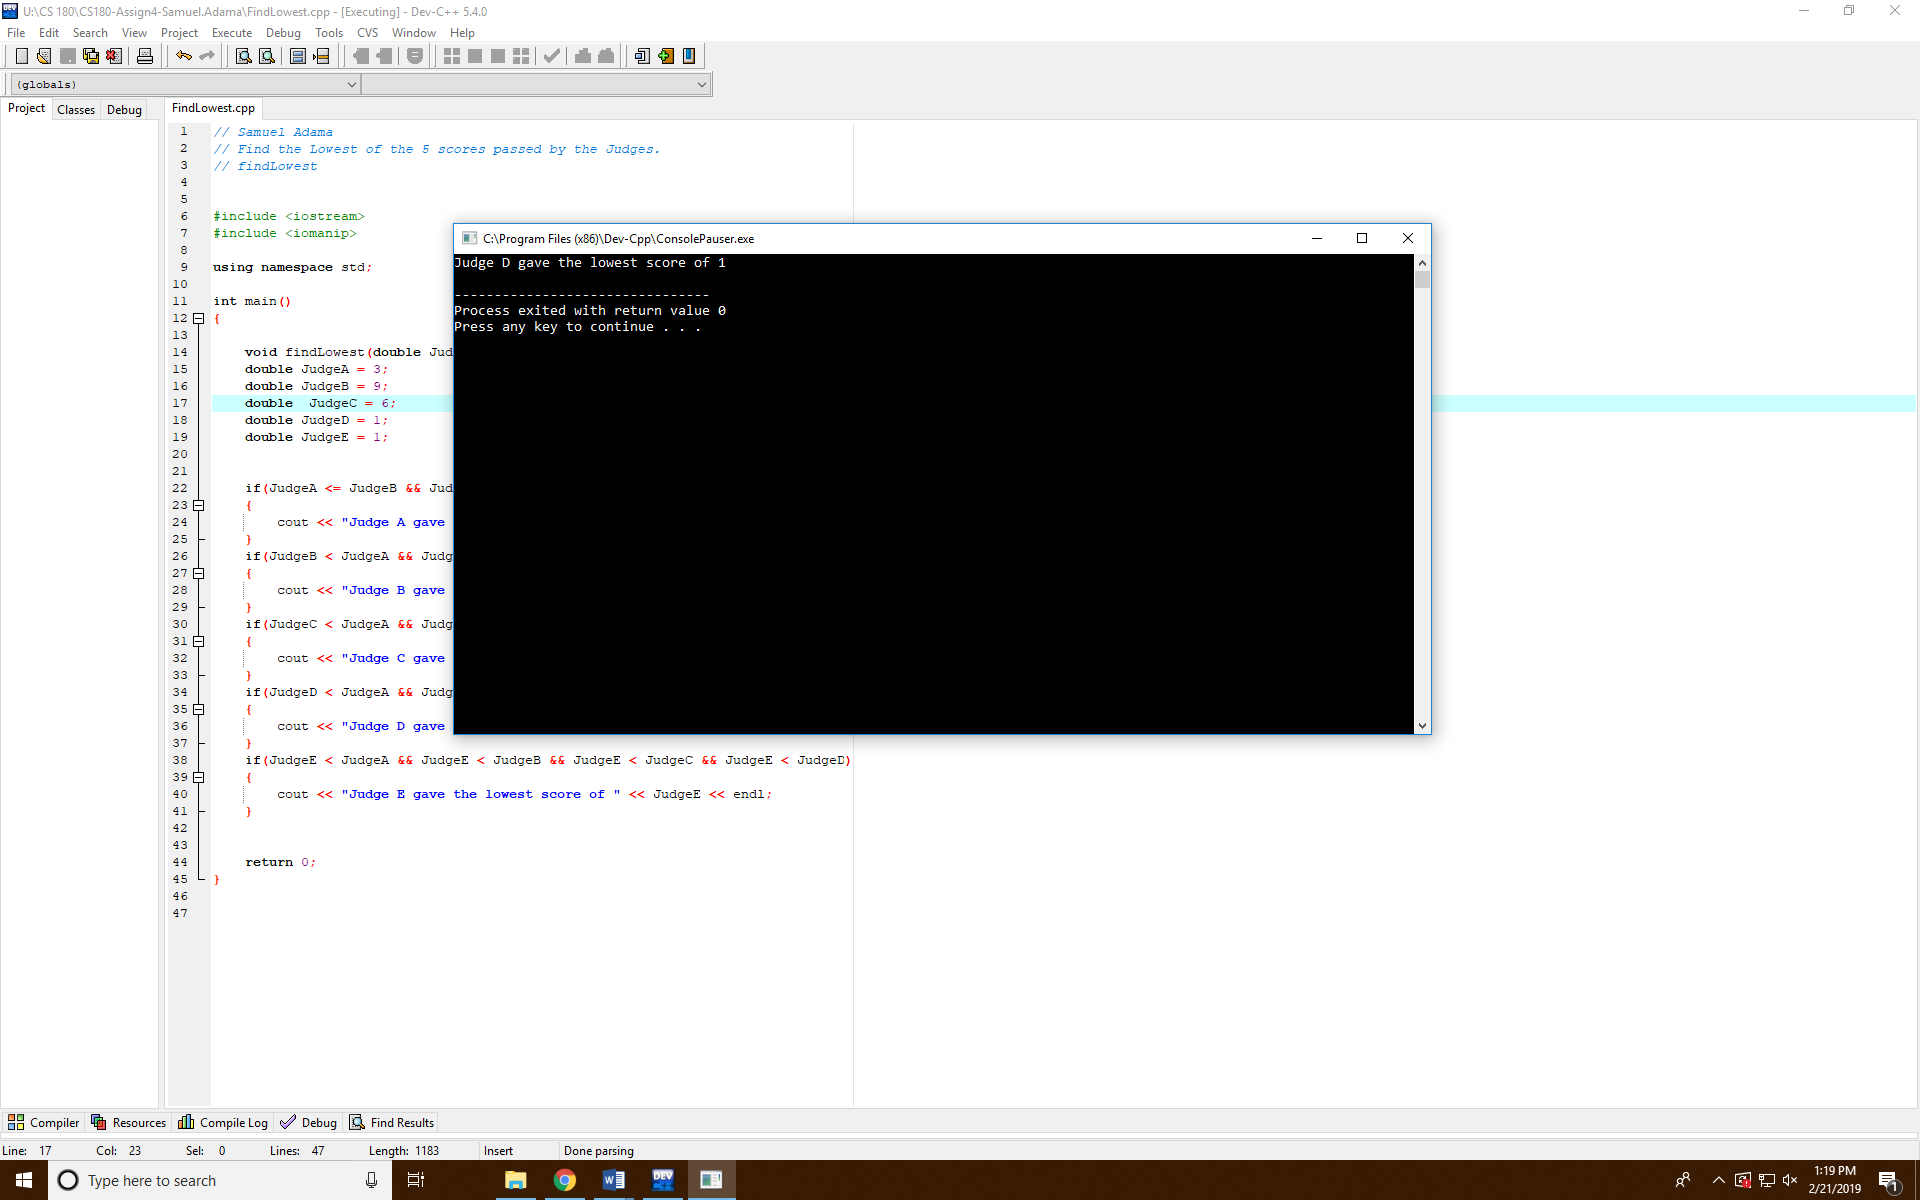 U:\CS 180\CS180-Assign4-Samuel.Adama\FindLowest.cpp - [Executing] - Dev-C++ 5.4.0
File Edit Search View Project Execute Debug Tools CVS Window Help
(globals)
Project Classes Debug FindLowest.cpp
1 // Samuel Adama
2 // Find the Lowest of the 5 scores passed by the Judges.
3 // findLowest
4
5
6 #include <iostream>
7 #include <iomanip>
8
9 using namespace std;
10
11 int main()
12 {
13
14 void findLowest(double Jud
15 double JudgeA = 3;
16 double JudgeB = 9;
17 double  JudgeC = 6;
18 double JudgeD = 1;
19 double JudgeE = 1;
20
21
22 if(JudgeA <= JudgeB && Jud
23 {
24 cout << "Judge A gave
25 }
26 if(JudgeB < JudgeA && Judg
27 {
28 cout << "Judge B gave
29 }
30 if(JudgeC < JudgeA && Judg
31 {
32 cout << "Judge C gave
33 }
34 if(JudgeD < JudgeA && Judg
35 {
36 cout << "Judge D gave
37 }
38 if(JudgeE < JudgeA && JudgeE < JudgeB && JudgeE < JudgeC && JudgeE < JudgeD)
39 {
40 cout << "Judge E gave the lowest score of " << JudgeE << endl;
41 }
42
43
44 return 0;
45 }
46
47
C:\Program Files (x86)\Dev-Cpp\ConsolePauser.exe
Judge D gave the lowest score of 1
--------------------------------
Process exited with return value 0
Press any key to continue . . .
Compiler Resources Compile Log Debug Find Results
Line: 17 Col: 23 Sel: 0 Lines: 47 Length: 1183 Insert Done parsing
Type here to search
DEV
1:19 PM
2/21/2019
1